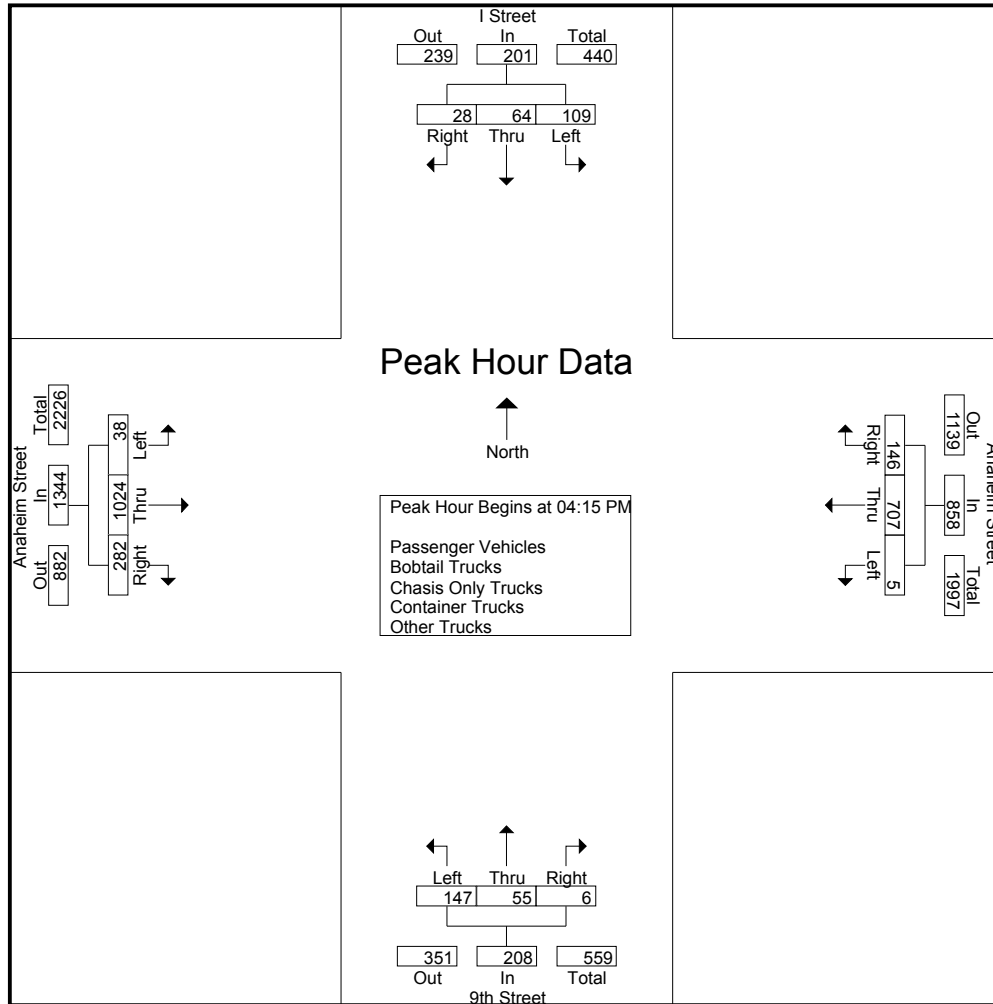 I Street
Out In Total
239 201 440
28 64 109
Right Thru Left
Peak Hour Data
North
Peak Hour Begins at 04:15 PM
Passenger Vehicles
Bobtail Trucks
Chasis Only Trucks
Container Trucks
Other Trucks
Anaheim Street
Out In Total
882 1344 2226
282 1024 38
Right Thru Left
Anaheim Street
Out In Total
1139 858 1997
146 707 5
Right Thru Left
Left Thru Right
147 55 6
351 208 559
Out In Total
9th Street